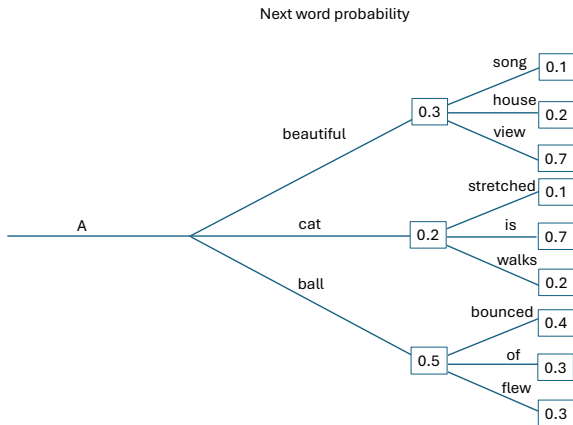 Next word probability
A
beautiful
0.3
song
0.1
house
0.2
view
0.7
cat
0.2
stretched
0.1
is
0.7
walks
0.2
ball
0.5
bounced
0.4
of
0.3
flew
0.3